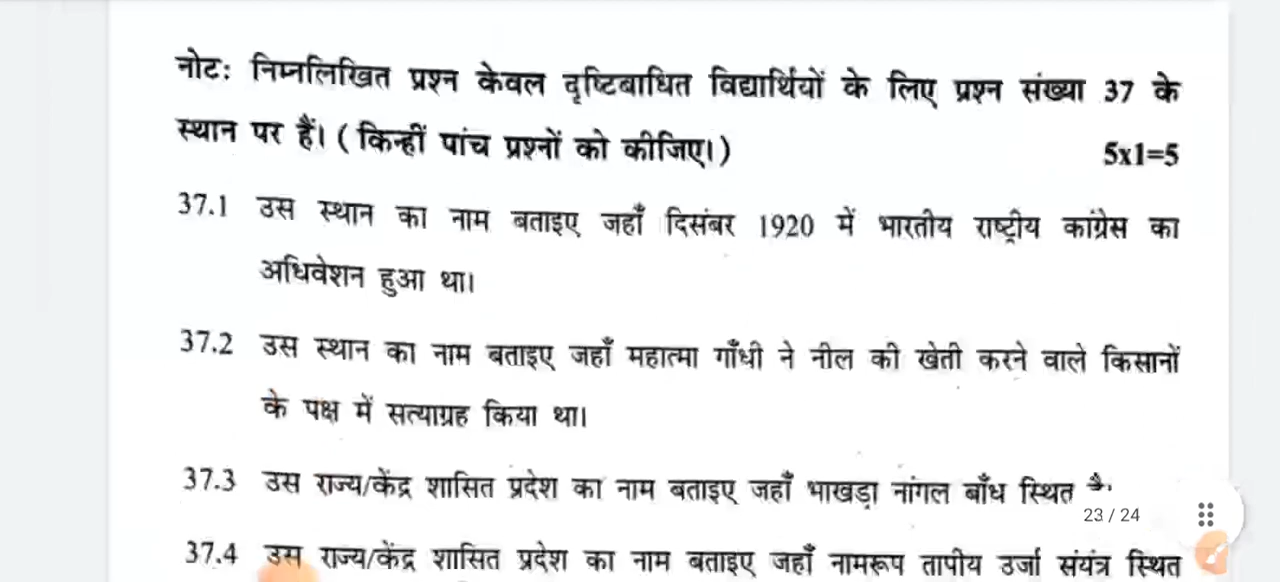 नोट: निम्नलिखित प्रश्न केवल दृष्टिबाधित विद्यार्थियों के लिए प्रश्न संख्या 37 के
स्थान पर हैं। ( किन्हीं पांच प्रश्नों को कीजिए। ) 5x1=5
37.1 उस स्थान का नाम बताइए जहाँ दिसंबर 1920 में भारतीय राष्ट्रीय कांग्रेस का
अधिवेशन हुआ था।
37.2 उस स्थान का नाम बताइए जहाँ महात्मा गाँधी ने नील की खेती करने वाले किसानों
के पक्ष में सत्याग्रह किया था।
37.3 उस राज्य/केंद्र शासित प्रदेश का नाम बताइए जहाँ भाखड़ा नांगल बाँध स्थित
23 / 24
37.4 उस राज्य/केंद्र शासित प्रदेश का नाम बताइए जहाँ नामरूप तापीय उर्जा संयंत्र स्थित